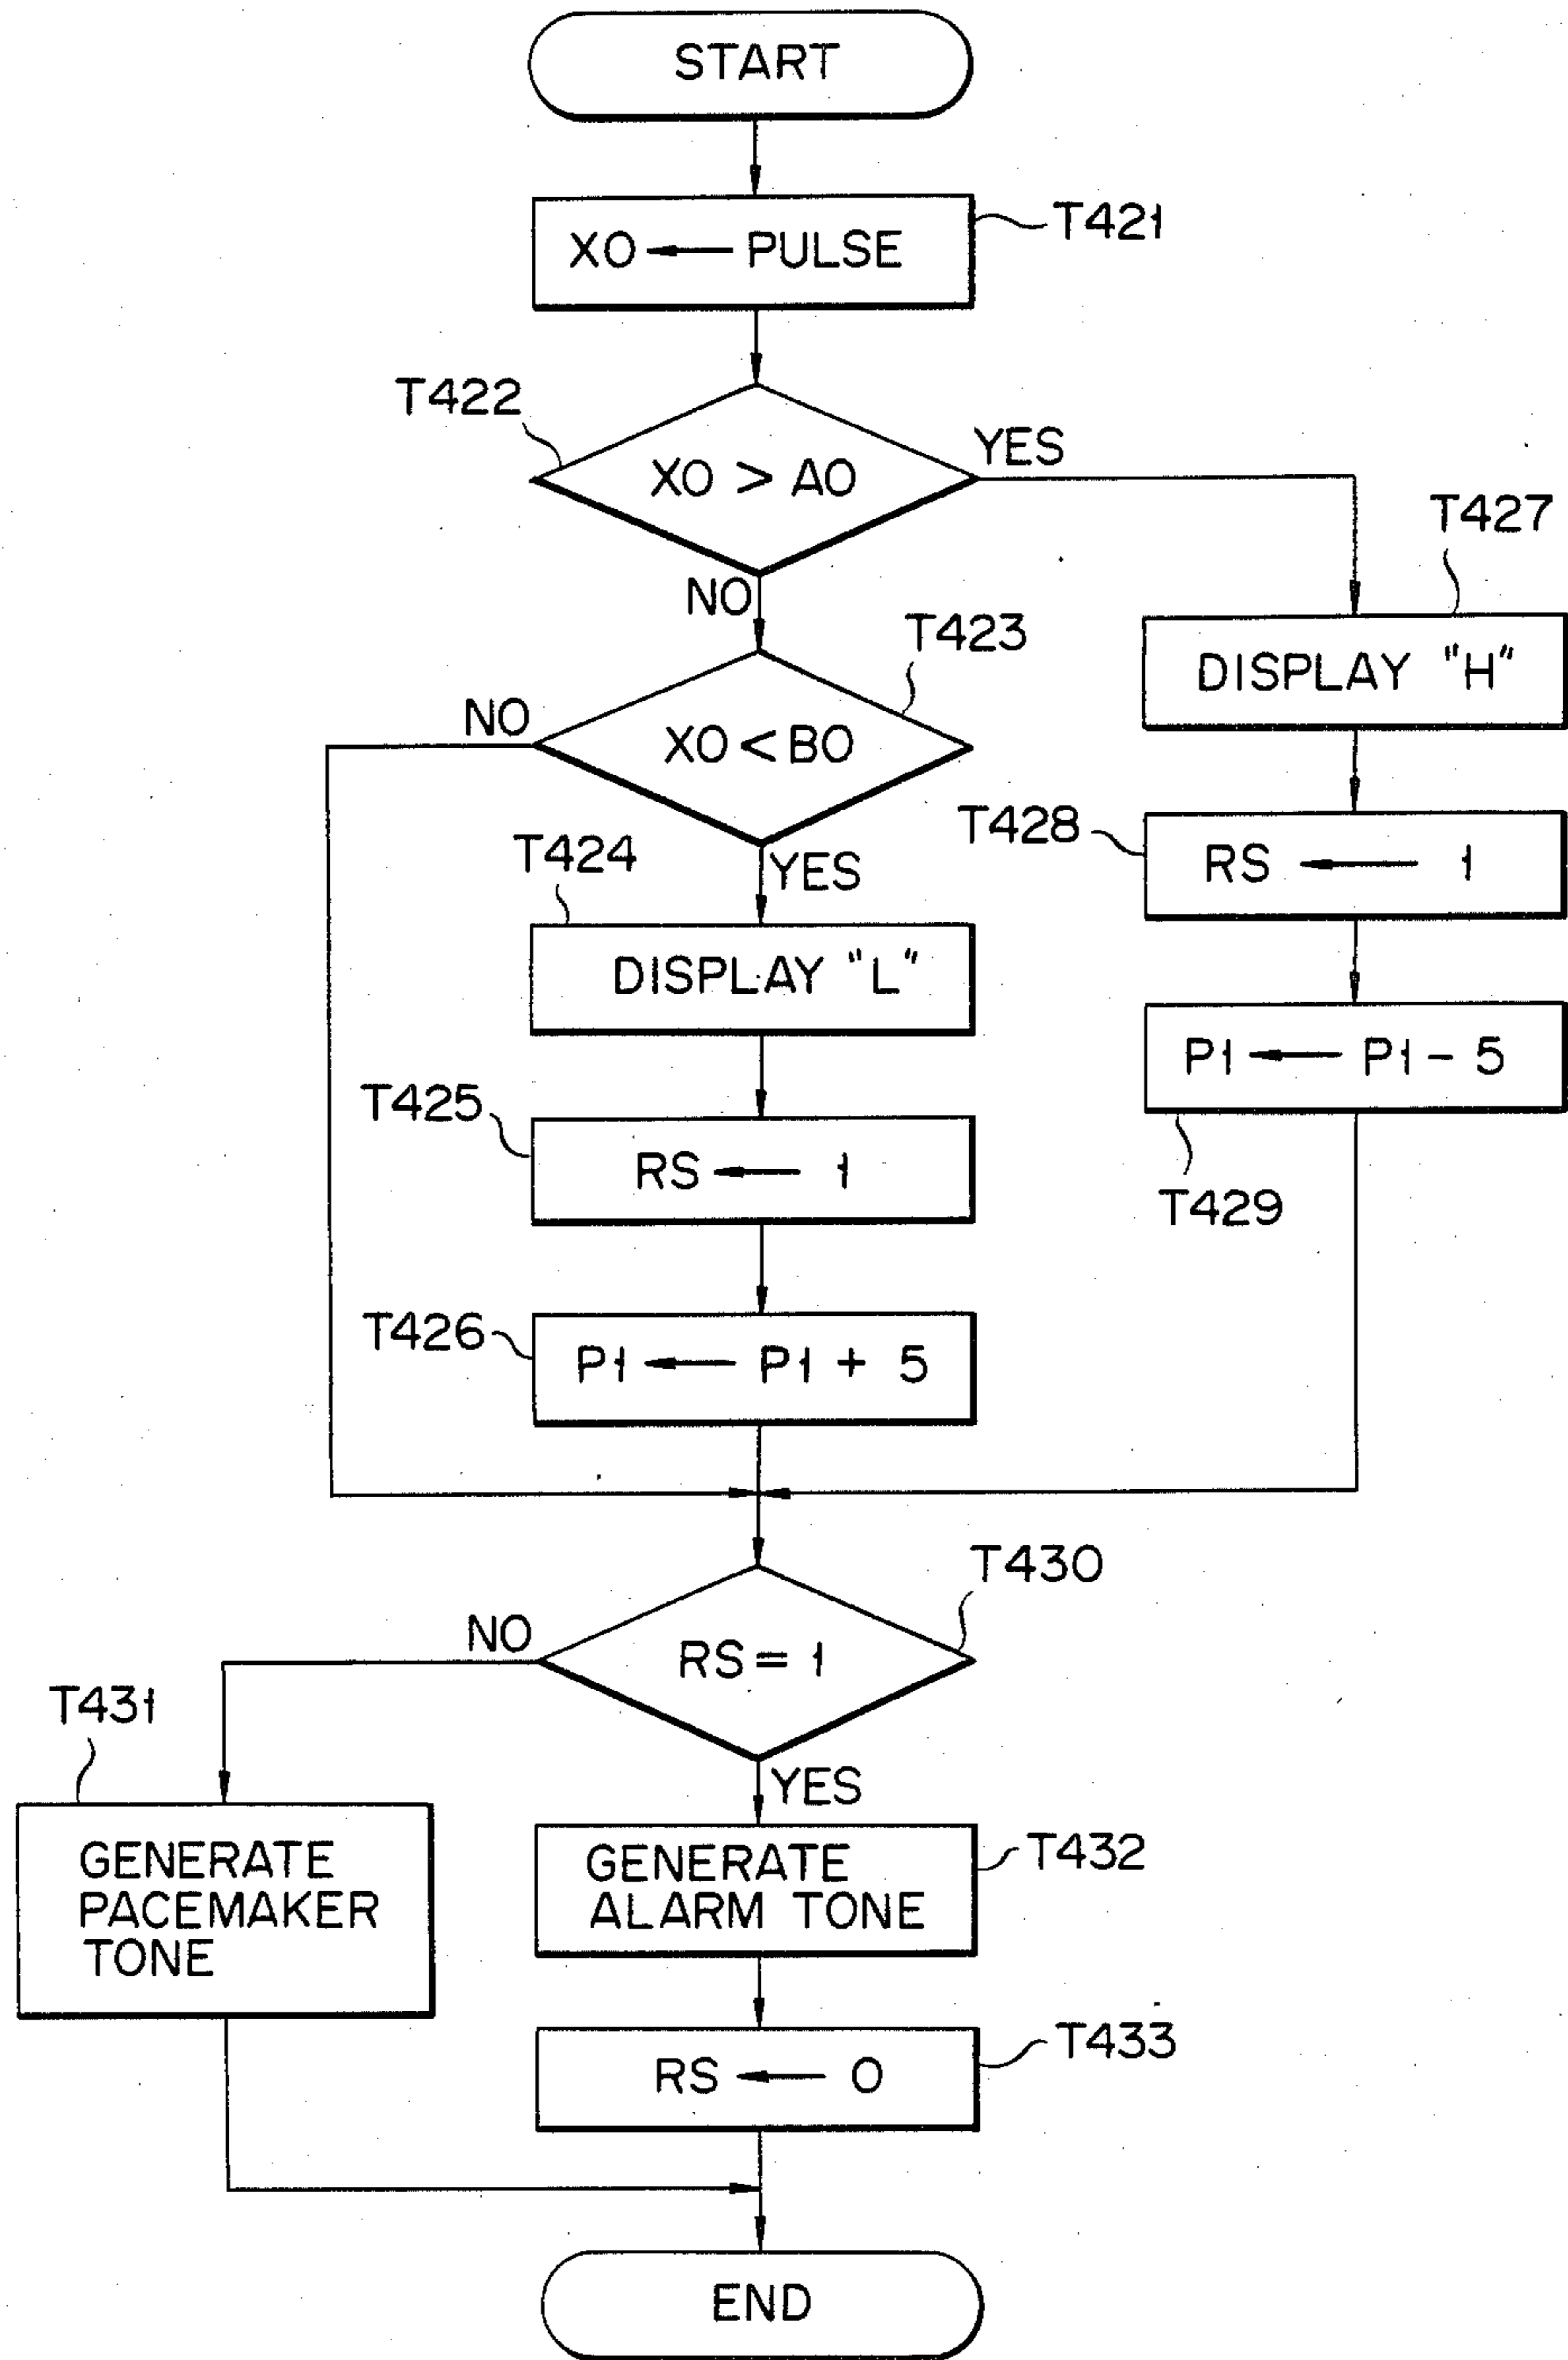 START
T421
X0 ← PULSE
T422
X0 > A0
YES
NO
T427
DISPLAY "H"
T423
X0 < B0
NO
YES
T428
RS ← 1
T424
DISPLAY "L"
P1 ← P1 - 5
T429
T425
RS ← 1
T426
P1 ← P1 + 5
T430
RS = 1
NO
YES
T431
GENERATE
PACEMAKER
TONE
T432
GENERATE
ALARM TONE
T433
RS ← 0
END